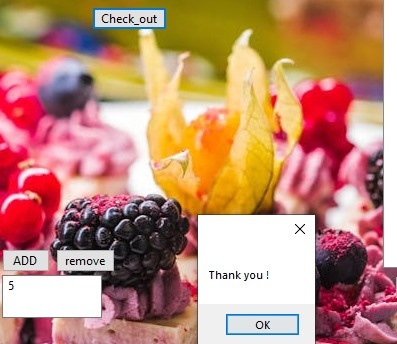 Check_out
ADD
remove
5
Thank you !
OK